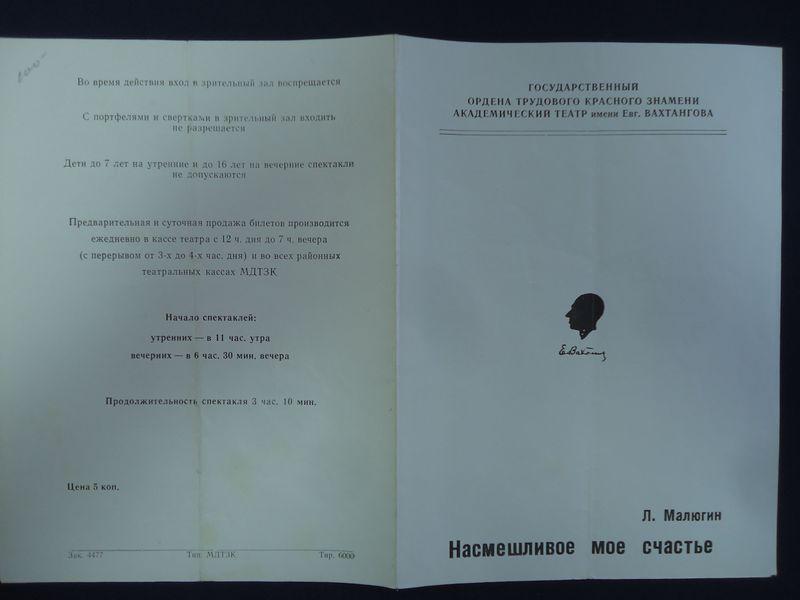 Во время действия вход в зрительный зал воспрещается
С портфелями и свертками в зрительный зал входить
не разрешается
Дети до 7 лет на утренние и до 16 лет на вечерние спектакли
не допускаются
Предварительная и суточная продажа билетов производится
ежедневно в кассе театра с 12 ч. дня до 7 ч. вечера
(с перерывом от 3-х до 4-х час. дня) и во всех районных
театральных кассах МДТЗК
Начало спектаклей:
утренних — в 11 час. утра
вечерних — в 6 час. 30 мин. вечера
Продолжительность спектакля 3 час. 10 мин.
Цена 5 коп.
Зак. 4477 Тип. МДТЗК Тир. 6000
ГОСУДАРСТВЕННЫЙ
ОРДЕНА ТРУДОВОГО КРАСНОГО ЗНАМЕНИ
АКАДЕМИЧЕСКИЙ ТЕАТР имени Евг. ВАХТАНГОВА
Л. Малюгин
Насмешливое мое счастье